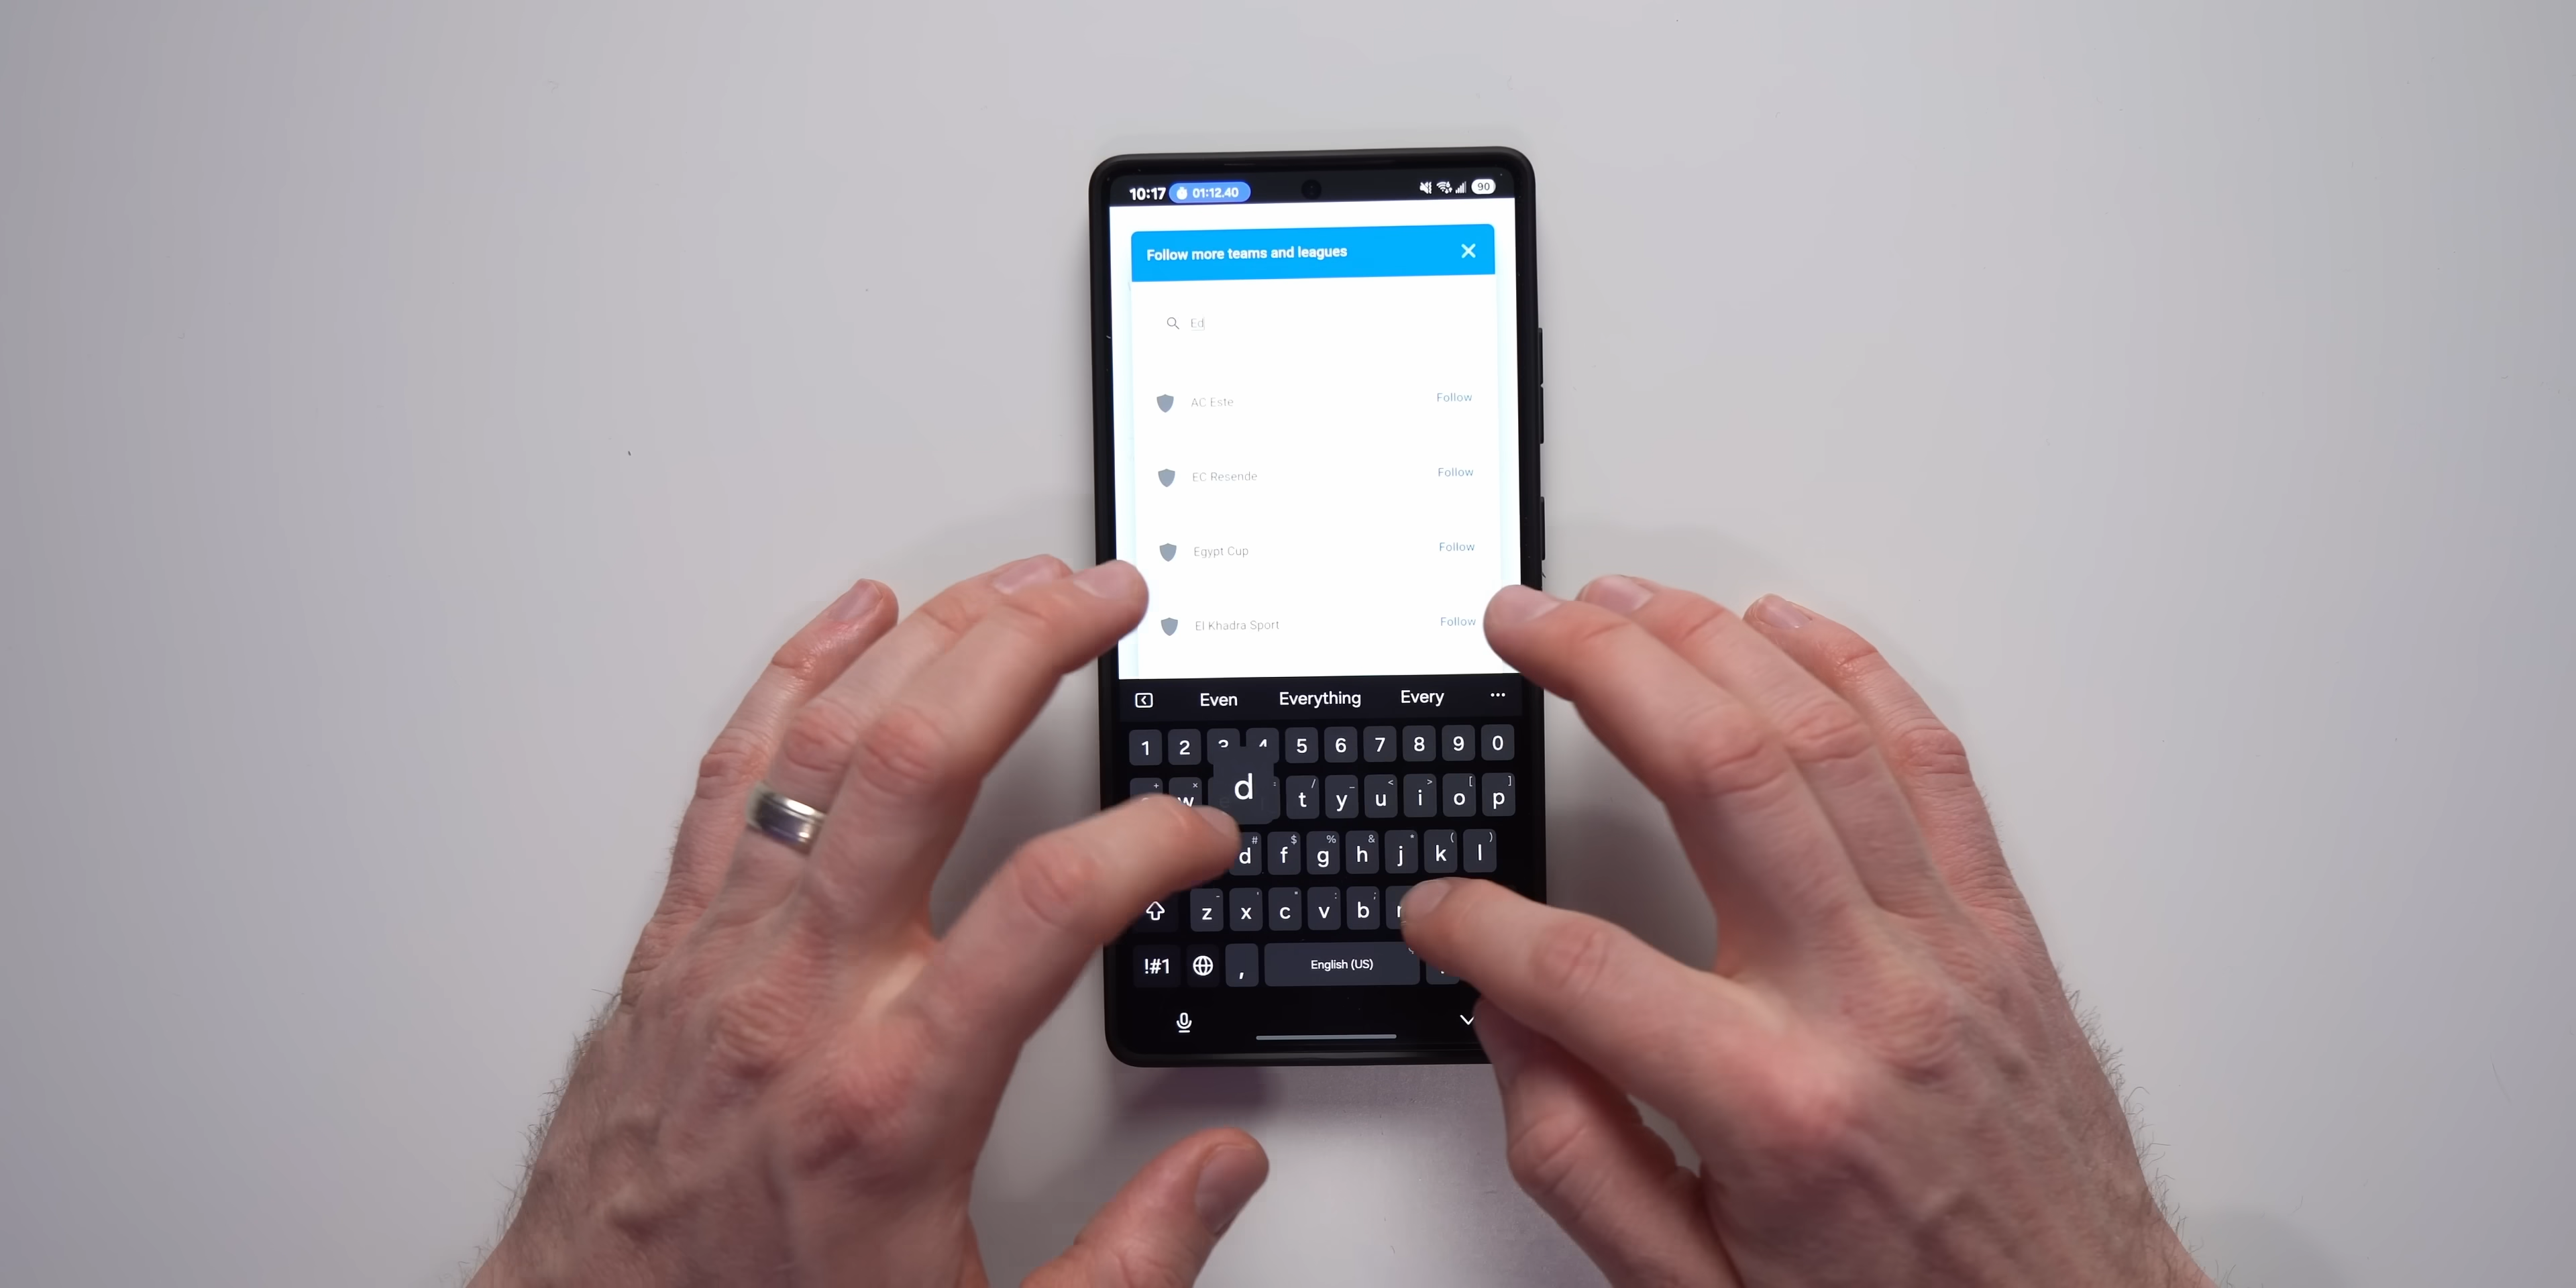 10:17 01:12.40 90
Follow more teams and leagues
Ed
AC Este Follow
EC Resende Follow
Egypt Cup Follow
El Khadra Sport Follow
Even Everything Every ...
1 2 3 4 5 6 7 8 9 0
w d t y u i o p
d f g h j k l
z x c v b
!#1 , English (US)